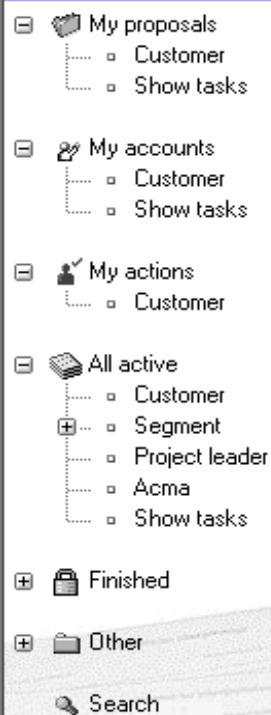 My proposals
Customer
Show tasks
My accounts
Customer
Show tasks
My actions
Customer
All active
Customer
Segment
Project leader
Acma
Show tasks
Finished
Other
Search